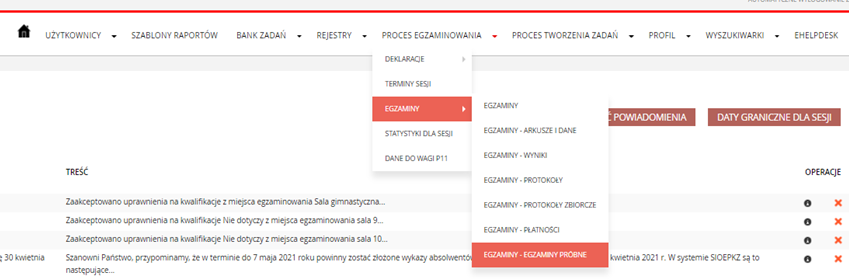 UŻYTKOWNICY SZABLONY RAPORTÓW BANK ZADAŃ REJESTRY PROCES EGZAMINOWANIA PROCES TWORZENIA ZADAŃ PROFIL WYSZUKIWARKI EHELPDESK
DEKLARACJE
TERMINY SESJI
EGZAMINY
STATYSTYKI DLA SESJI
DANE DO WAGI P11
EGZAMINY
EGZAMINY - ARKUSZE I DANE
EGZAMINY - WYNIKI
EGZAMINY - PROTOKOŁY
EGZAMINY - PROTOKOŁY ZBIORCZE
EGZAMINY - PŁATNOŚCI
EGZAMINY - EGZAMINY PRÓBNE
POWIADOMIENIA DATY GRANICZNE DLA SESJI
TREŚĆ OPERACJE
Zaakceptowano uprawnienia na kwalifikacje z miejsca egzaminowania Sala gimnastyczna...
Zaakceptowano uprawnienia na kwalifikacje Nie dotyczy z miejsca egzaminowania sala 9...
Zaakceptowano uprawnienia na kwalifikacje Nie dotyczy z miejsca egzaminowania sala 10...
ę 30 kwietnia Szanowni Państwo, przypominamy, że w terminie do 7 maja 2021 roku powinny zostać złożone wykazy absolwentów kwietnia 2021 r. W systemie SIOEPKZ są to
następujące...